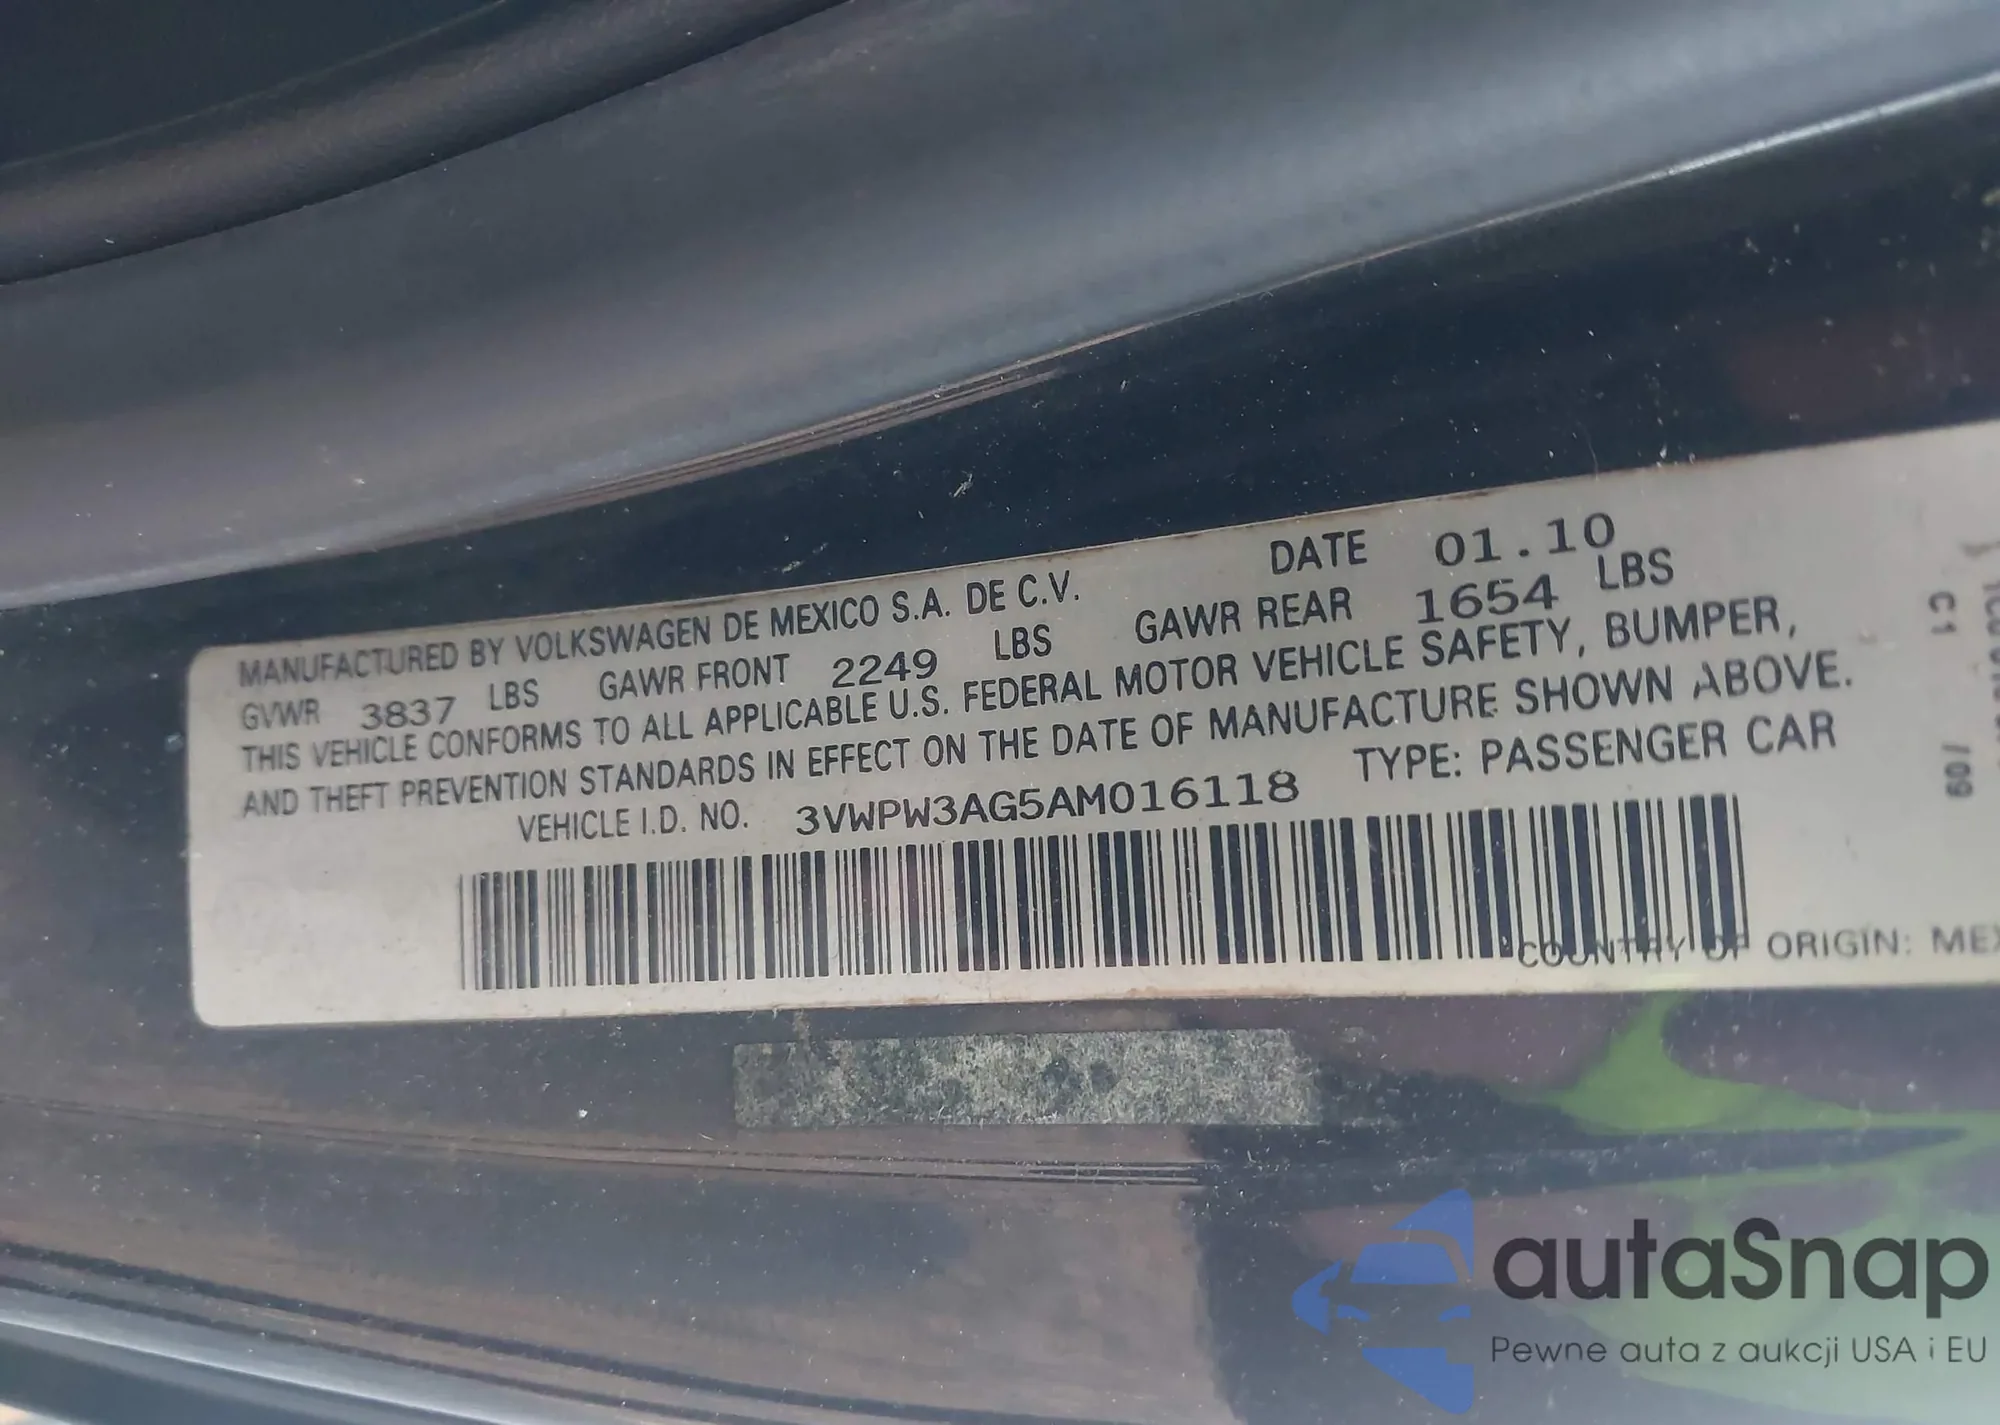 MANUFACTURED BY VOLKSWAGEN DE MEXICO S.A. DE C.V. DATE 01.10
GVWR 3837 LBS GAWR FRONT 2249 LBS GAWR REAR 1654 LBS
THIS VEHICLE CONFORMS TO ALL APPLICABLE U.S. FEDERAL MOTOR VEHICLE SAFETY, BUMPER,
AND THEFT PREVENTION STANDARDS IN EFFECT ON THE DATE OF MANUFACTURE SHOWN ABOVE.
VEHICLE I.D. NO. 3VWPW3AG5AM016118 TYPE: PASSENGER CAR
COUNTRY OF ORIGIN: MEX
C1 /09
autaSnap
Pewne auta z aukcji USA i EU